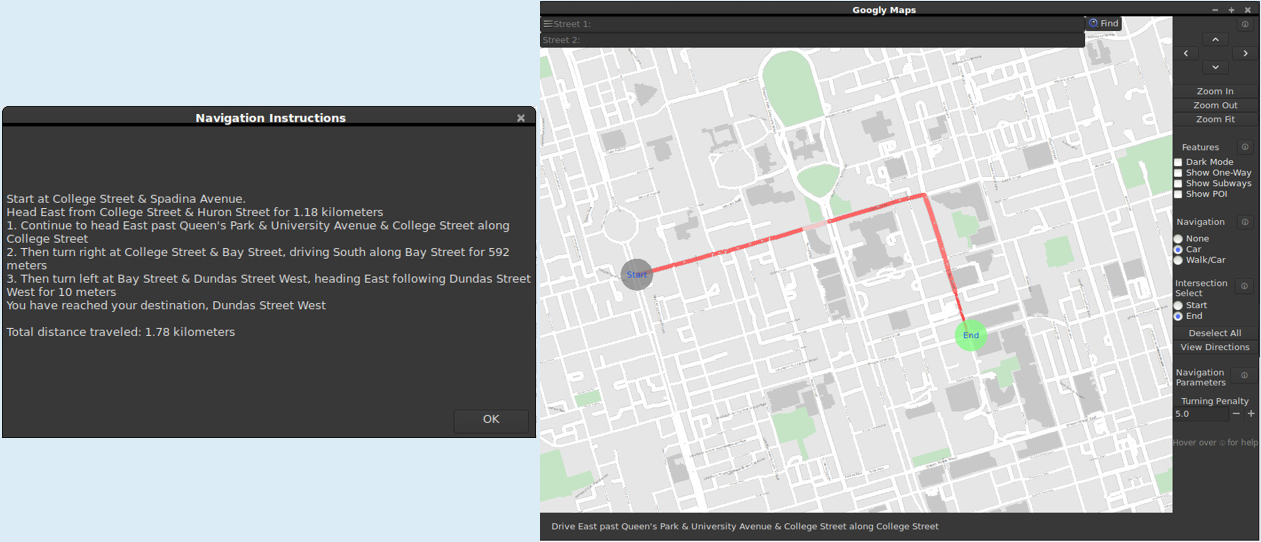 Navigation Instructions
Start at College Street & Spadina Avenue.
Head East from College Street & Huron Street for 1.18 kilometers
1. Continue to head East past Queen's Park & University Avenue & College Street along
College Street
2. Then turn right at College Street & Bay Street, driving South along Bay Street for 592
meters
3. Then turn left at Bay Street & Dundas Street West, heading East following Dundas Street
West for 10 meters
You have reached your destination, Dundas Street West
Total distance traveled: 1.78 kilometers
OK
Googly Maps
Street 1:
Find
Street 2:
Start
End
Zoom In
Zoom Out
Zoom Fit
Features
Dark Mode
Show One-Way
Show Subways
Show POI
Navigation
None
Car
Walk/Car
Intersection
Select
Start
End
Deselect All
View Directions
Navigation
Parameters
Turning Penalty
5.0
Hover over ⓘ for help
Drive East past Queen's Park & University Avenue & College Street along College Street